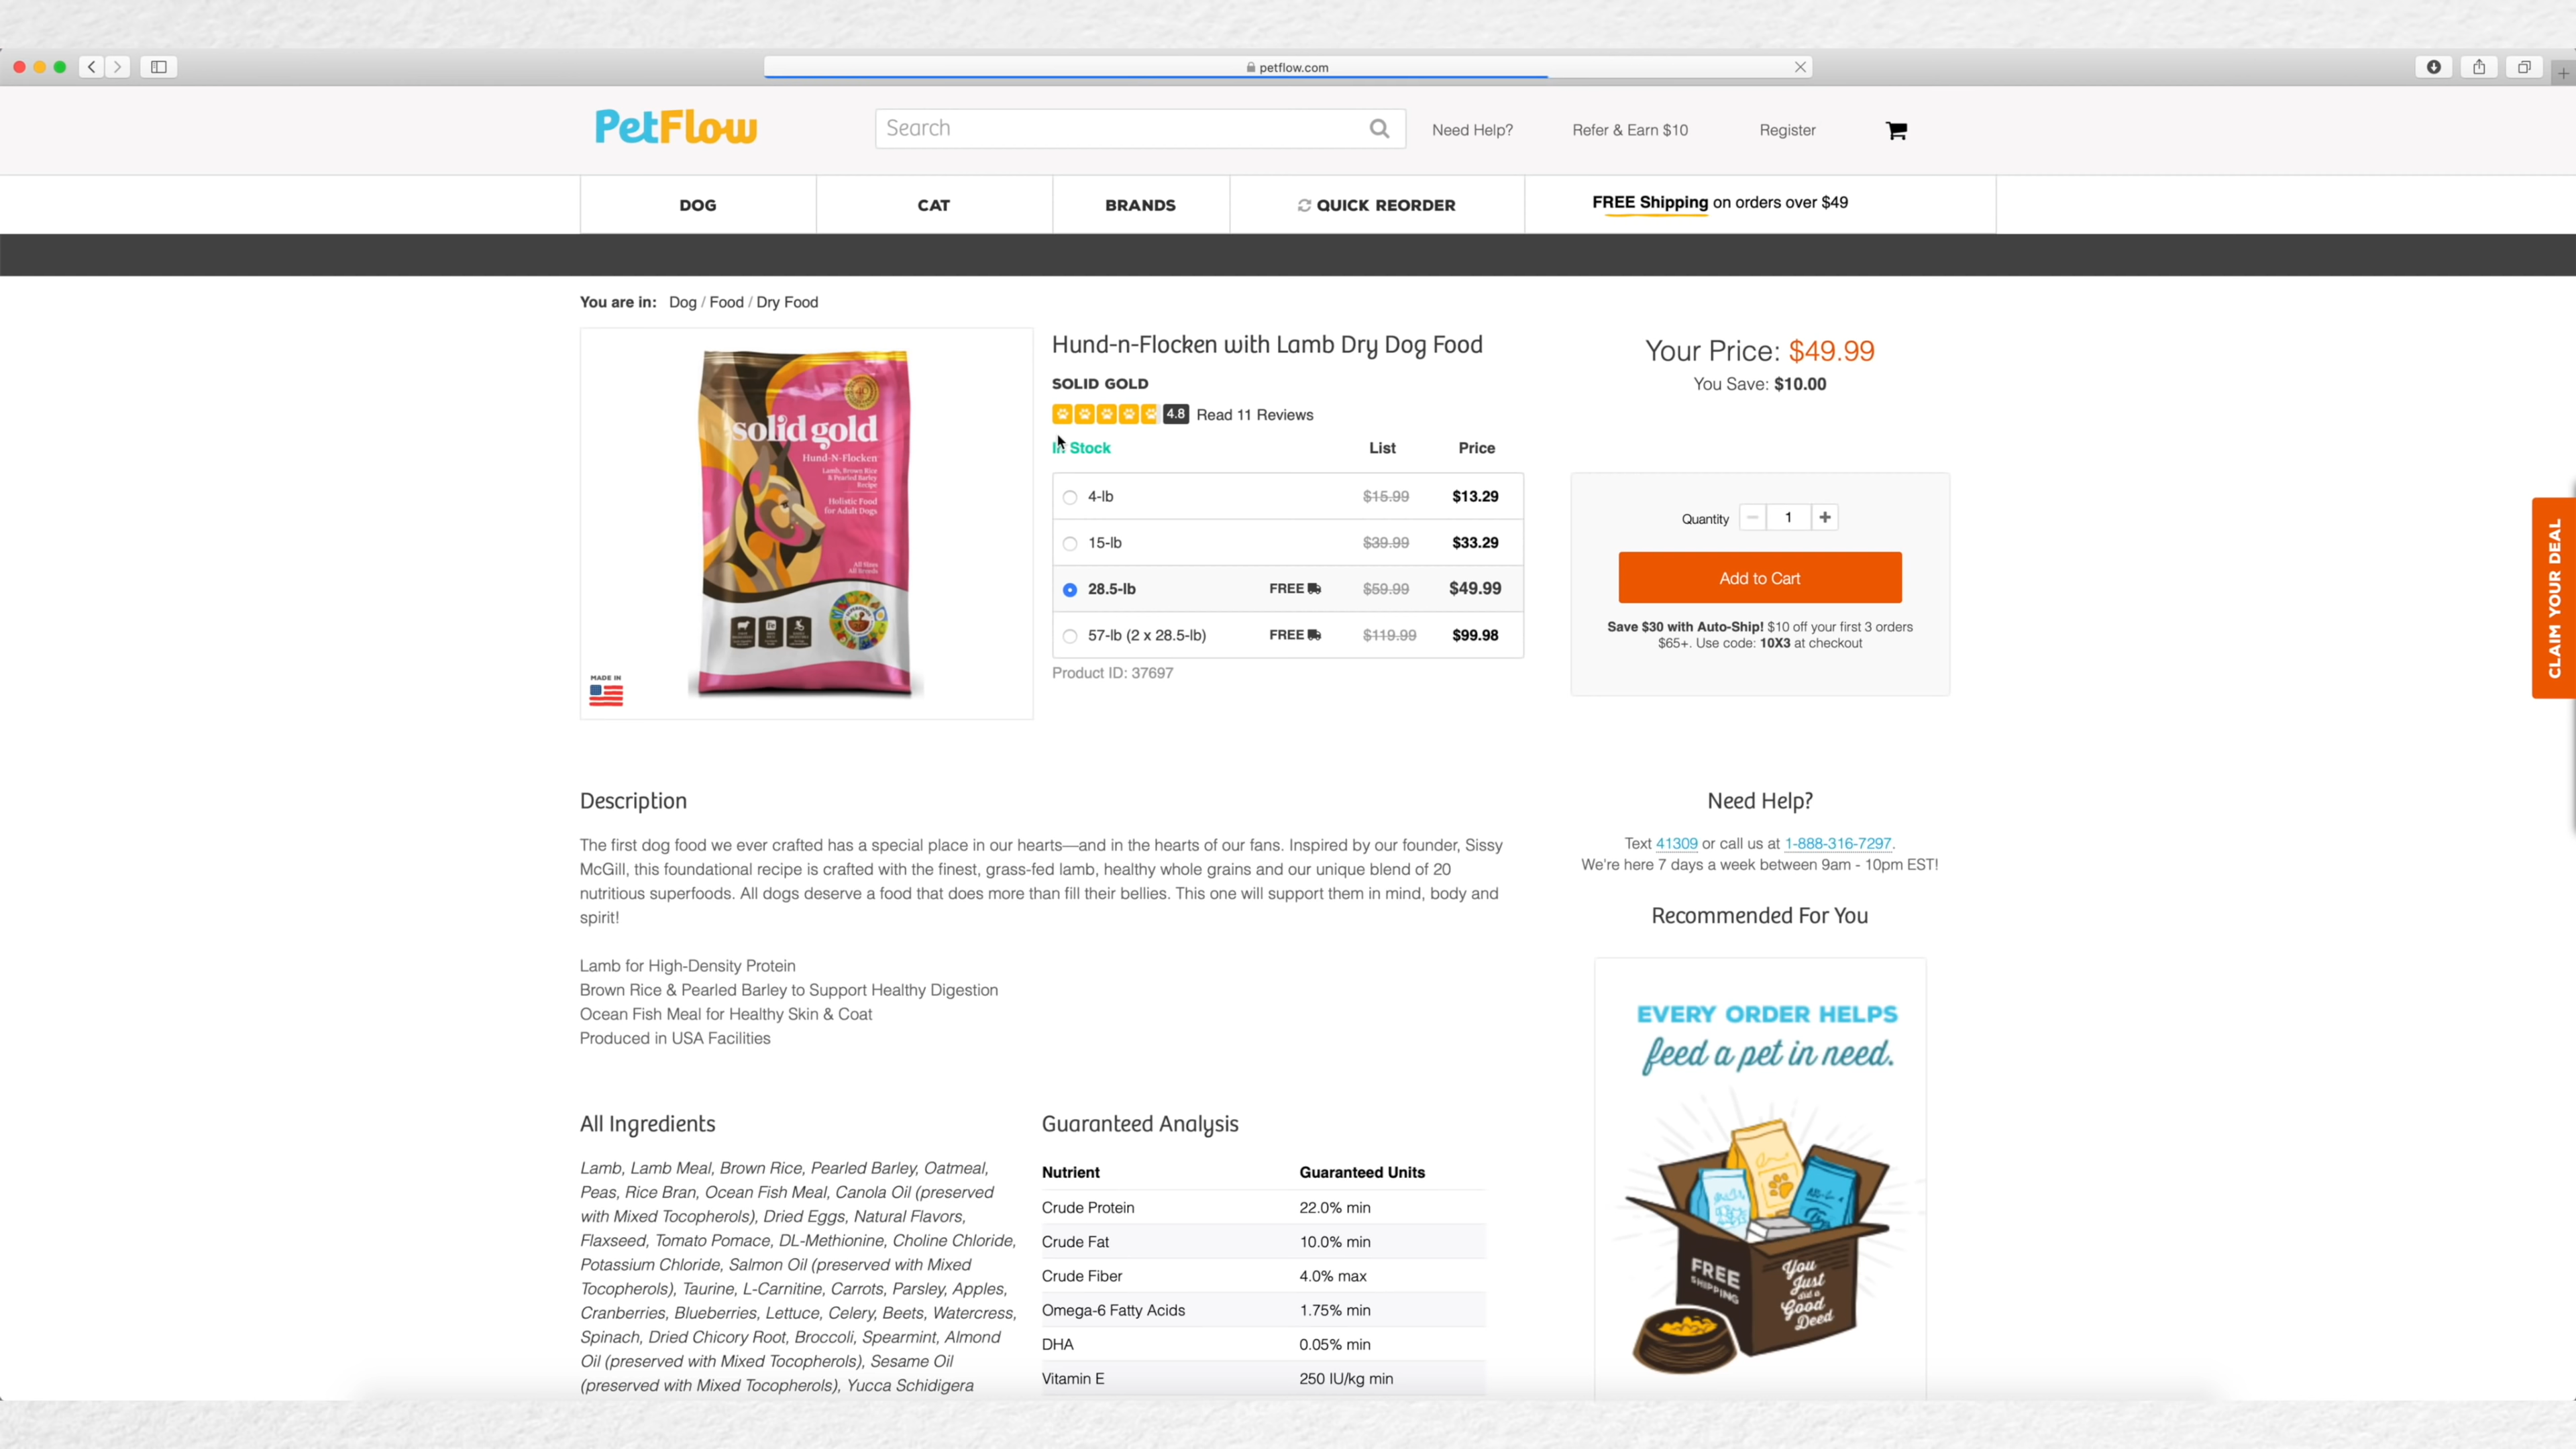 petflow.com
PetFlow
Search
Need Help?
Refer & Earn $10
Register
DOG
CAT
BRANDS
QUICK REORDER
FREE Shipping on orders over $49
You are in: Dog / Food / Dry Food
solid gold
Hund-N-Flocken
Lamb, Brown Rice
& Pearled Barley
Recipe
Holistic Food
for Adult Dogs
MADE IN
Hund-n-Flocken with Lamb Dry Dog Food
SOLID GOLD
4.8 Read 11 Reviews
In Stock List Price
4-lb $15.99 $13.29
15-lb $39.99 $33.29
28.5-lb FREE $59.99 $49.99
57-lb (2 x 28.5-lb) FREE $119.99 $99.98
Product ID: 37697
Your Price: $49.99
You Save: $10.00
Quantity 1
Add to Cart
Save $30 with Auto-Ship! $10 off your first 3 orders
$65+. Use code: 10X3 at checkout
CLAIM YOUR DEAL
Description
The first dog food we ever crafted has a special place in our hearts—and in the hearts of our fans. Inspired by our founder, Sissy
McGill, this foundational recipe is crafted with the finest, grass-fed lamb, healthy whole grains and our unique blend of 20
nutritious superfoods. All dogs deserve a food that does more than fill their bellies. This one will support them in mind, body and
spirit!
Lamb for High-Density Protein
Brown Rice & Pearled Barley to Support Healthy Digestion
Ocean Fish Meal for Healthy Skin & Coat
Produced in USA Facilities
Need Help?
Text 41309 or call us at 1-888-316-7297.
We're here 7 days a week between 9am - 10pm EST!
Recommended For You
EVERY ORDER HELPS
feed a pet in need.
FREE
SHIPPING
You
Just
did a
Good
Deed
All Ingredients
Lamb, Lamb Meal, Brown Rice, Pearled Barley, Oatmeal,
Peas, Rice Bran, Ocean Fish Meal, Canola Oil (preserved
with Mixed Tocopherols), Dried Eggs, Natural Flavors,
Flaxseed, Tomato Pomace, DL-Methionine, Choline Chloride,
Potassium Chloride, Salmon Oil (preserved with Mixed
Tocopherols), Taurine, L-Carnitine, Carrots, Parsley, Apples,
Cranberries, Blueberries, Lettuce, Celery, Beets, Watercress,
Spinach, Dried Chicory Root, Broccoli, Spearmint, Almond
Oil (preserved with Mixed Tocopherols), Sesame Oil
(preserved with Mixed Tocopherols), Yucca Schidigera
Guaranteed Analysis
Nutrient Guaranteed Units
Crude Protein 22.0% min
Crude Fat 10.0% min
Crude Fiber 4.0% max
Omega-6 Fatty Acids 1.75% min
DHA 0.05% min
Vitamin E 250 IU/kg min